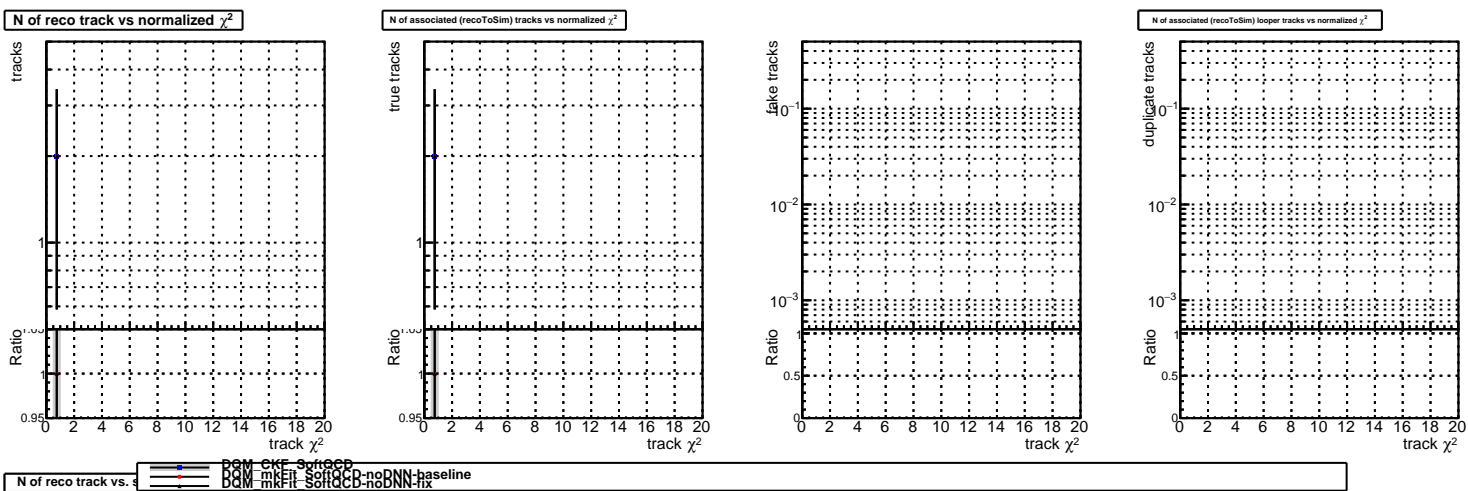 N of reco track vs normalized χ²
N of associated (recoToSim) tracks vs normalized χ²
N of associated (recoToSim) looper tracks vs normalized χ²
tracks
1
Ratio
1.05
1
0.95
0 2 4 6 8 10 12 14 16 18 20
track χ²
true tracks
1
Ratio
1.05
1
0.95
0 2 4 6 8 10 12 14 16 18 20
track χ²
fake tracks
10⁻¹
10⁻²
10⁻³
Ratio
1
0.5
0
0 2 4 6 8 10 12 14 16 18 20
track χ²
duplicate tracks
10⁻¹
10⁻²
10⁻³
Ratio
1
0.5
0
0 2 4 6 8 10 12 14 16 18 20
track χ²
N of reco track vs.
DQM_CKF_SoftQCD
DQM_mkFit_SoftQCD-noDNN-baseline
DQM_mkFit_SoftQCD-noDNN-fix